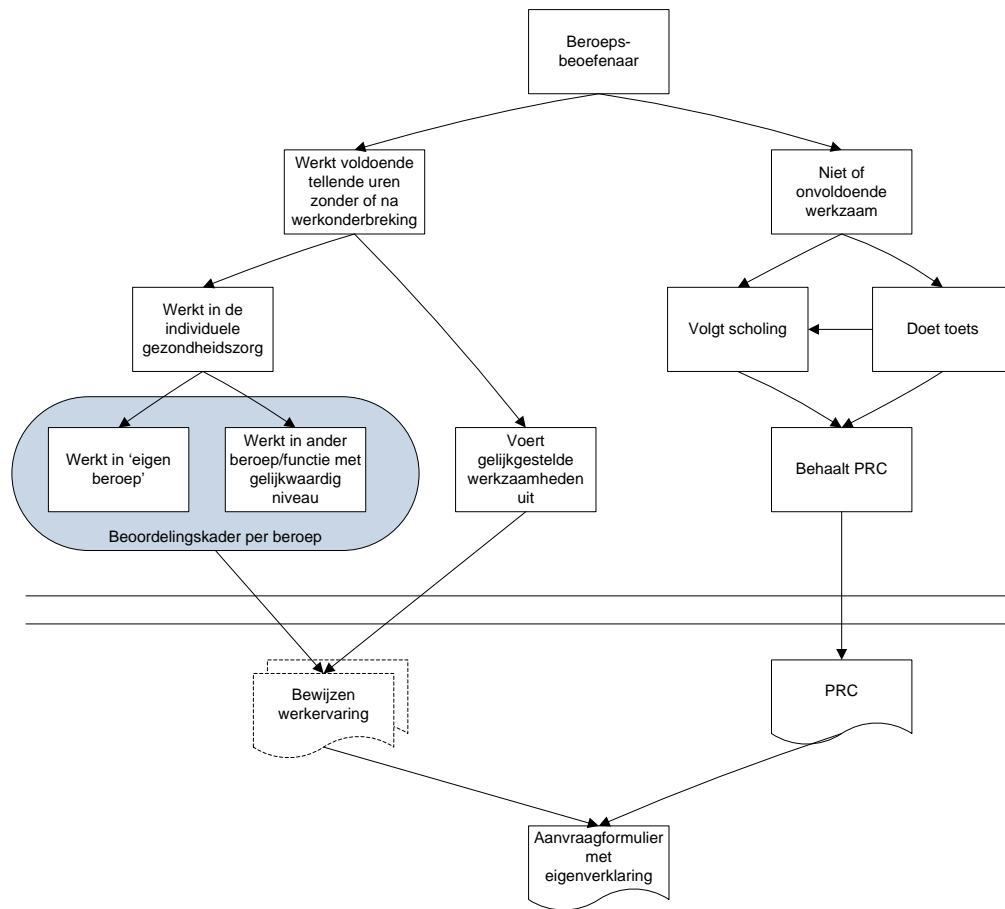 Beroeps-
beoefenaar
Werkt voldoende
tellende uren
zonder of na
werkonderbreking
Niet of
onvoldoende
werkzaam
Werkt in de
individuele
gezondheidszorg
Volgt scholing
Doet toets
Werkt in ‘eigen
beroep’
Werkt in ander
beroep/functie met
gelijkwaardig
niveau
Voert
gelijkgestelde
werkzaamheden
uit
Behaalt PRC
Beoordelingskader per beroep
Bewijzen
werkervaring
PRC
Aanvraagformulier
met
eigenverklaring